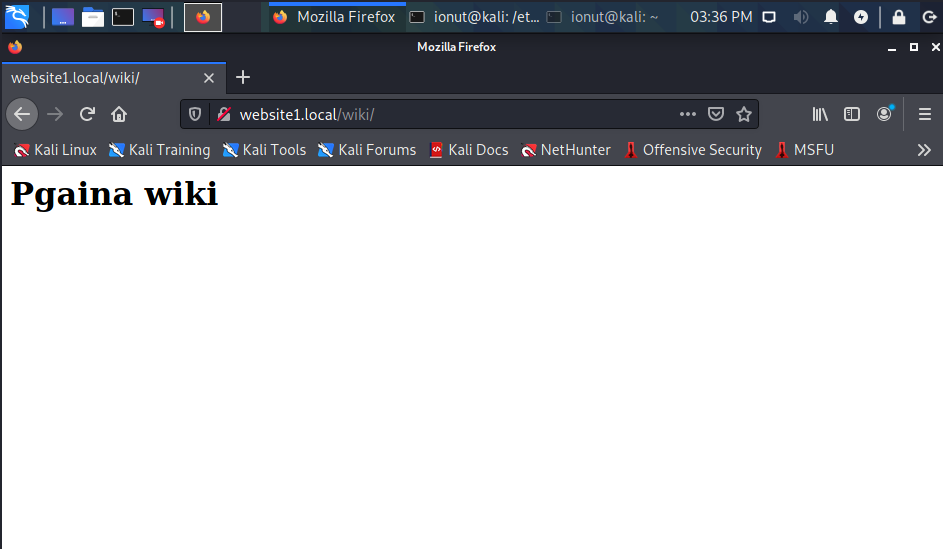 Mozilla Firefox ionut@kali: /et... ionut@kali: ~ 03:36 PM
Mozilla Firefox
website1.local/wiki/
website1.local/wiki/
Kali Linux Kali Training Kali Tools Kali Forums Kali Docs NetHunter Offensive Security MSFU
Pgaina wiki